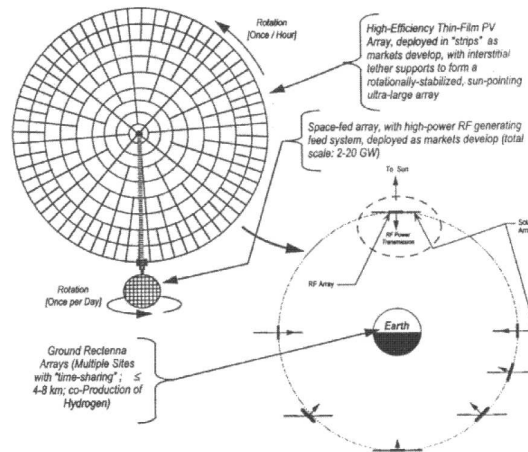 Rotation
[Once / Hour]
High-Efficiency Thin-Film PV
Array, deployed in "strips" as
markets develop, with interstitial
tether supports to form a
rotationally-stabilized, sun-pointing
ultra-large array
Space-fed array, with high-power RF generating
feed system, deployed as markets develop (total
scale: 2-20 GW)
To Sun
RF Power
Transmission
RF Array
Rotation
[Once per Day]
Earth
Ground Rectenna
Arrays (Multiple Sites
with "time-sharing" ; ≤
4-8 km; co-Production of
Hydrogen)